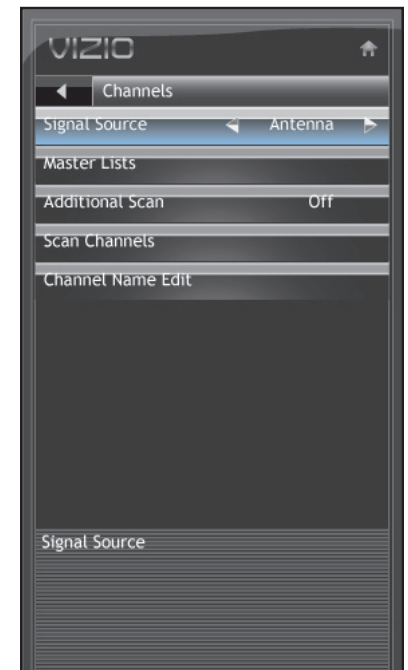 VIZIO
Channels
Signal Source Antenna
Master Lists
Additional Scan Off
Scan Channels
Channel Name Edit
Signal Source